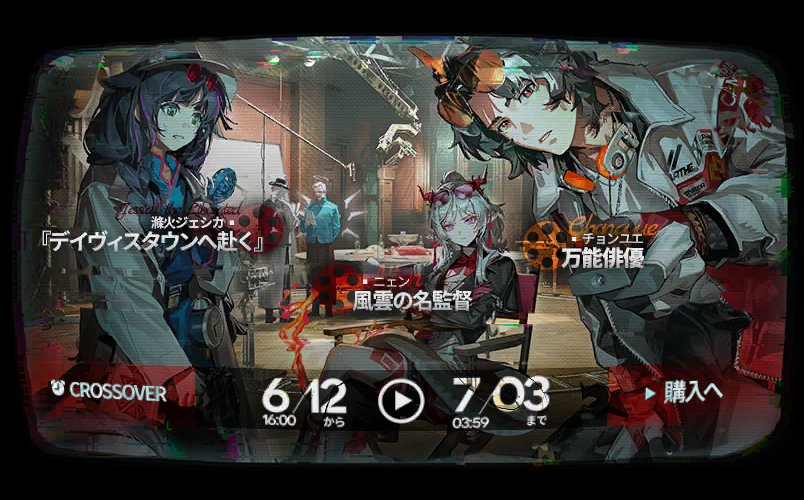 滌火ジェシカ
『デイヴィスタウンへ赴く』
チョンユエ
万能俳優
ニェン
風雲の名監督
CROSSOVER
6/12
16:00 から
7/03
03:59 まで
購入へ